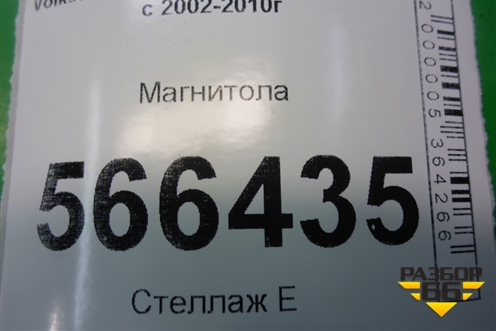 с 2002-2010г
Магнитола
566435
Стеллаж Е
2000005364266
РАЗБОР
66